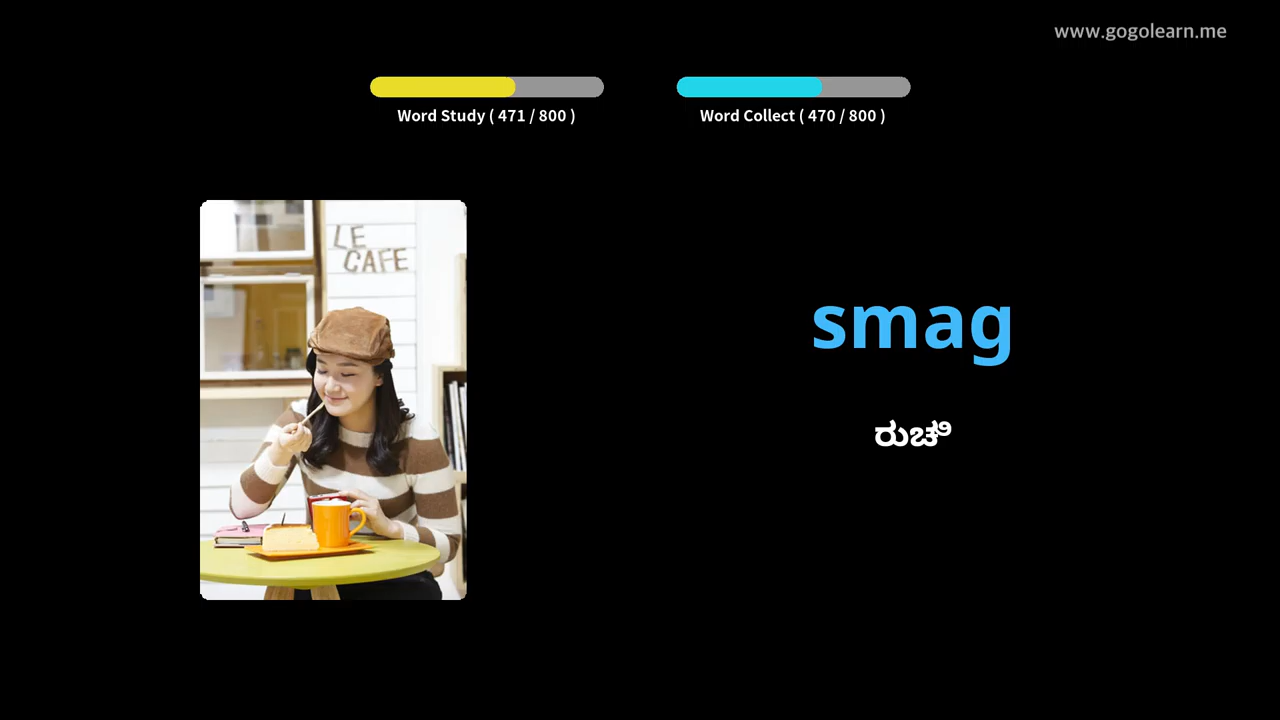 www.gogolearn.me
Word Study ( 471 / 800 )
Word Collect ( 470 / 800 )
LE
CAFE
smag
ರುಚಿ